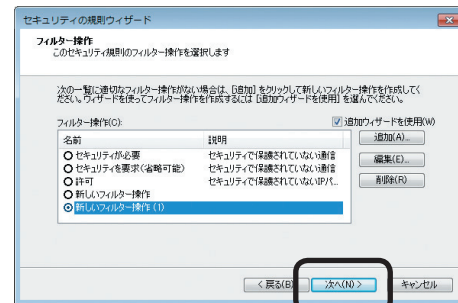 セキュリティの規則ウィザード
フィルター操作
このセキュリティ規則のフィルター操作を選択します
次の一覧に適切なフィルター操作がない場合は、[追加] をクリックして新しいフィルター操作を作成してく
ださい。ウィザードを使ってフィルター操作を作成するには [追加ウィザードを使用] を選んでください。
フィルター操作(C):
追加ウィザードを使用(W)
名前 説明
追加(A)...
セキュリティが必要 セキュリティで保護されていない通信
セキュリティを要求(省略可能) セキュリティで保護されていない通信
編集(E)...
許可 セキュリティで保護されていないIPパ...
削除(R)
新しいフィルター操作
新しいフィルター操作 (1)
< 戻る(B) 次へ(N) > キャンセル